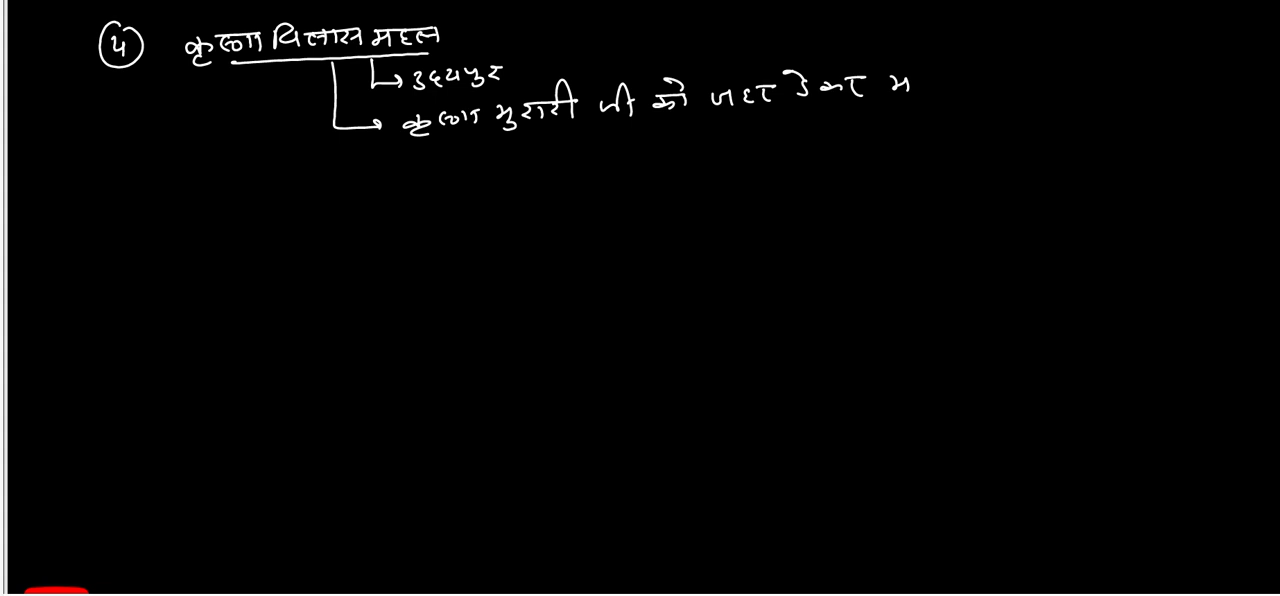 ५ कृष्णा विलास महल
उदयपुर
कृष्णा मुरारी जी को जहर देकर म